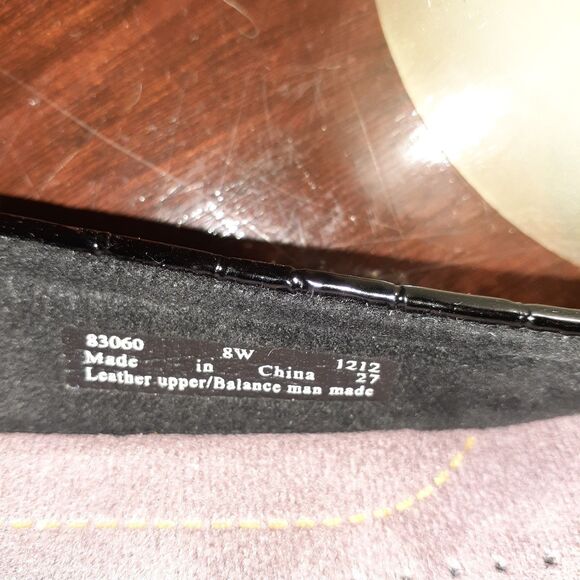 83060 8W 1212
Made in China 27
Leather upper/Balance man made